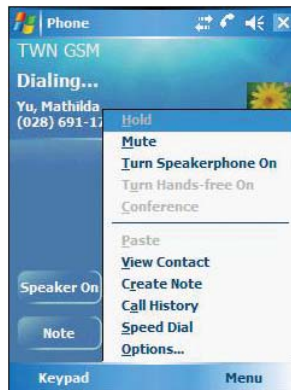 Phone
TWN GSM
Dialing...
Yu, Mathilda
(028) 691-17
Hold
Mute
Turn Speakerphone On
Turn Hands-free On
Conference
Paste
View Contact
Create Note
Call History
Speed Dial
Options...
Speaker On
Note
Keypad
Menu